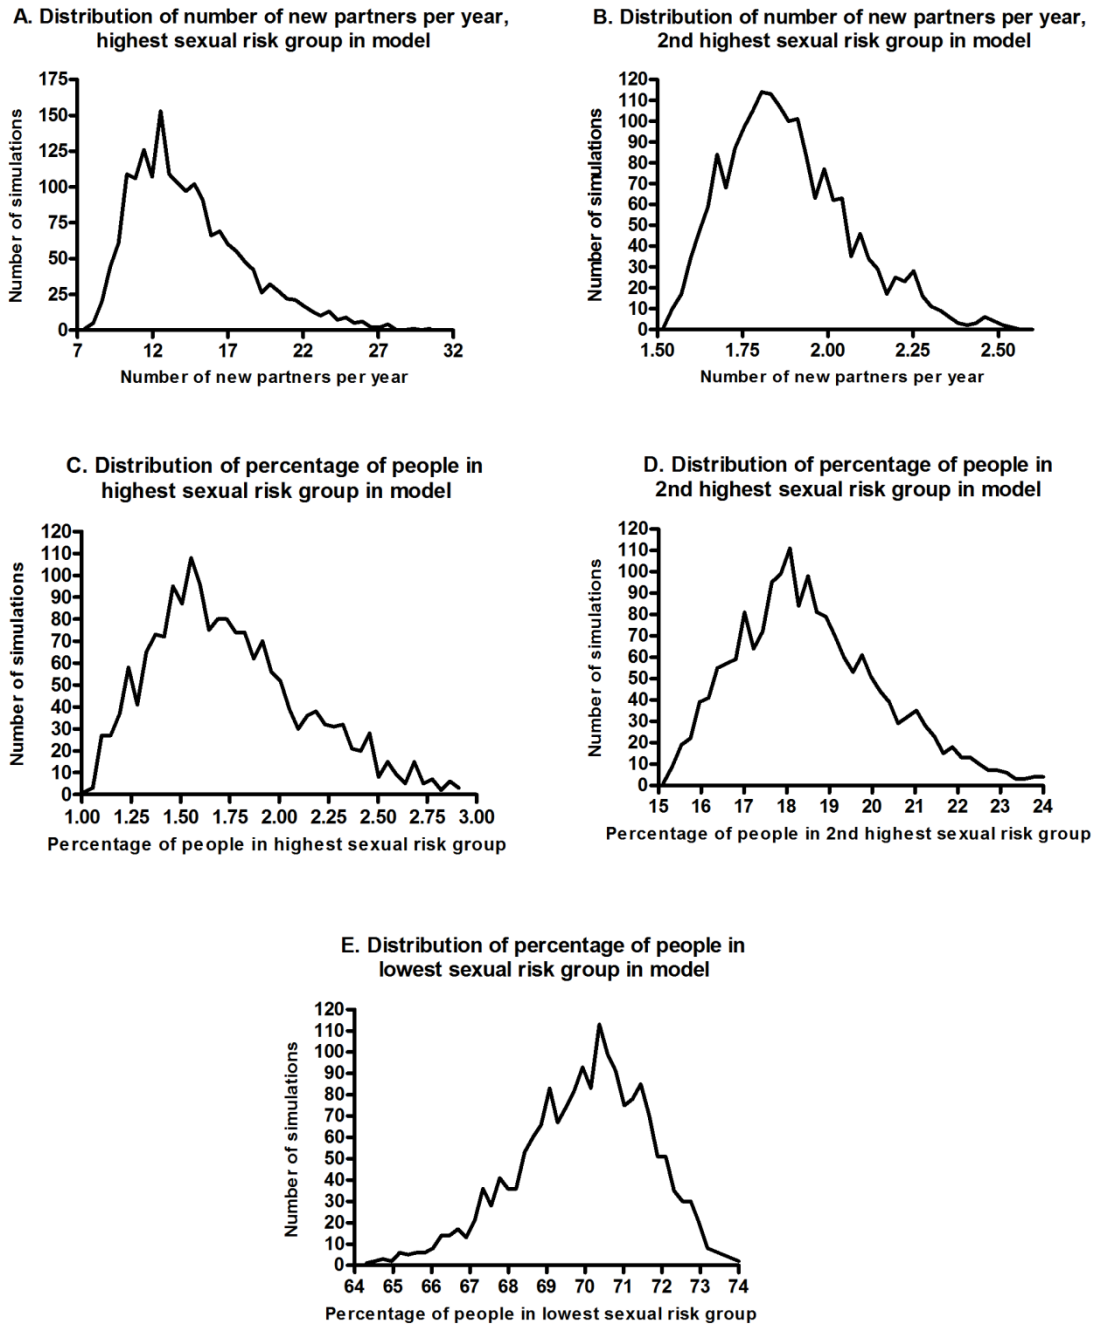 A. Distribution of number of new partners per year,
highest sexual risk group in model
175
150
125
100
75
50
25
0
Number of simulations
7 12 17 22 27 32
Number of new partners per year
B. Distribution of number of new partners per year,
2nd highest sexual risk group in model
120
110
100
90
80
70
60
50
40
30
20
10
0
Number of simulations
1.50 1.75 2.00 2.25 2.50
Number of new partners per year
C. Distribution of percentage of people in
highest sexual risk group in model
120
110
100
90
80
70
60
50
40
30
20
10
0
Number of simulations
1.00 1.25 1.50 1.75 2.00 2.25 2.50 2.75 3.00
Percentage of people in highest sexual risk group
D. Distribution of percentage of people in
2nd highest sexual risk group in model
120
110
100
90
80
70
60
50
40
30
20
10
0
Number of simulations
15 16 17 18 19 20 21 22 23 24
Percentage of people in 2nd highest sexual risk group
E. Distribution of percentage of people in
lowest sexual risk group in model
120
110
100
90
80
70
60
50
40
30
20
10
0
Number of simulations
64 65 66 67 68 69 70 71 72 73 74
Percentage of people in lowest sexual risk group